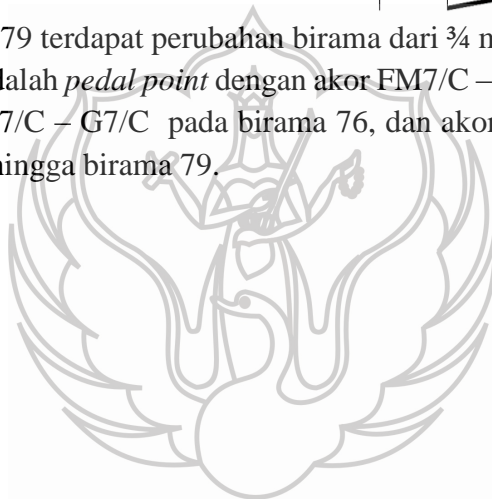 79 terdapat perubahan birama dari ¾
alah pedal point dengan akor FM7/C –
7/C – G7/C pada birama 76, dan akor
hingga birama 79.